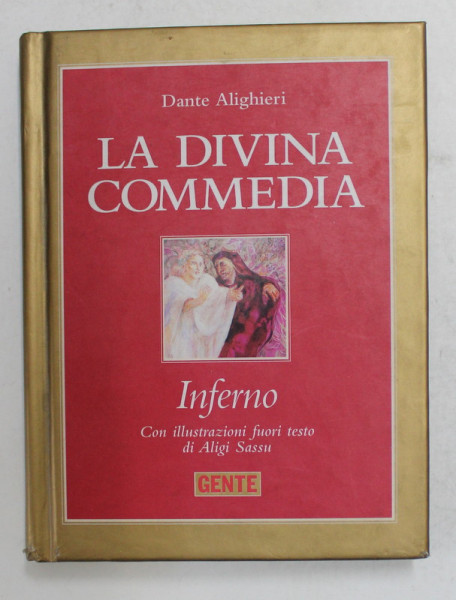 Dante Alighieri
LA DIVINA
COMMEDIA
Inferno
Con illustrazioni fuori testo
di Aligi Sassu
GENTE